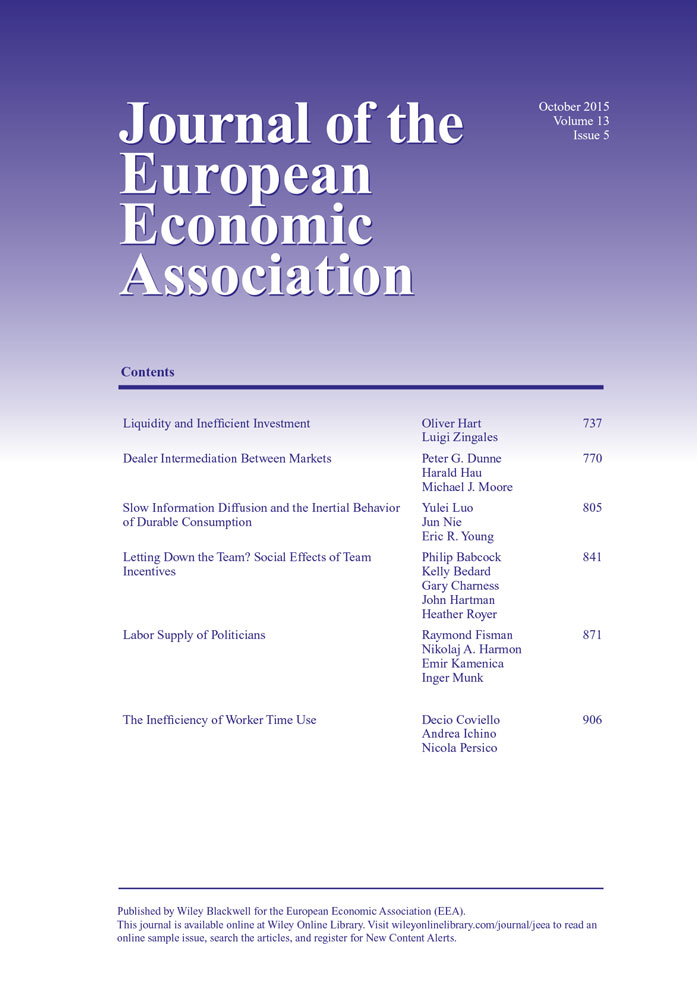 Journal of the
European
Economic
Association
October 2015
Volume 13
Issue 5
Contents
Liquidity and Inefficient Investment Oliver Hart 737
Luigi Zingales
Dealer Intermediation Between Markets Peter G. Dunne 770
Harald Hau
Michael J. Moore
Slow Information Diffusion and the Inertial Behavior Yulei Luo 805
of Durable Consumption Jun Nie
Eric R. Young
Letting Down the Team? Social Effects of Team Philip Babcock 841
Incentives Kelly Bedard
Gary Charness
John Hartman
Heather Royer
Labor Supply of Politicians Raymond Fisman 871
Nikolaj A. Harmon
Emir Kamenica
Inger Munk
The Inefficiency of Worker Time Use Decio Coviello 906
Andrea Ichino
Nicola Persico
Published by Wiley Blackwell for the European Economic Association (EEA).
This journal is available online at Wiley Online Library. Visit wileyonlinelibrary.com/journal/jeea to read an
online sample issue, search the articles, and register for New Content Alerts.